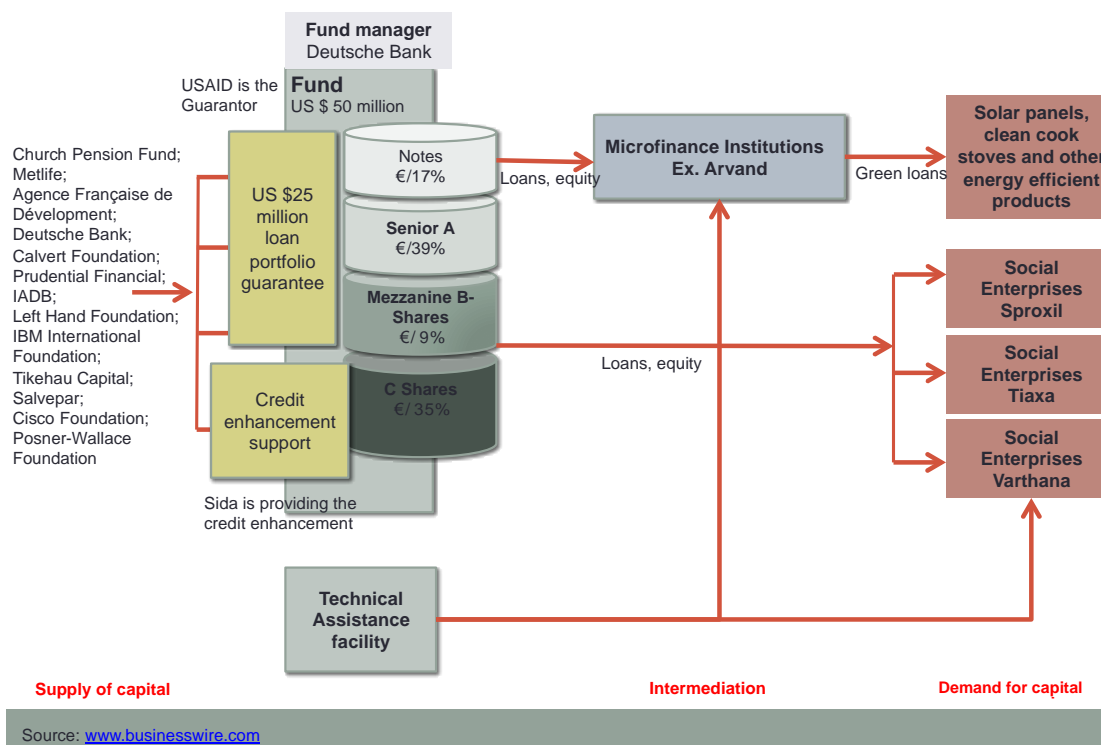 Fund manager
Deutsche Bank
USAID is the
Guarantor
Fund
US $ 50 million
Church Pension Fund;
Metlife;
Agence Française de
Dévelopment;
Deutsche Bank;
Calvert Foundation;
Prudential Financial;
IADB;
Left Hand Foundation;
IBM International
Foundation;
Tikehau Capital;
Salvepar;
Cisco Foundation;
Posner-Wallace
Foundation
US $25
million
loan
portfolio
guarantee
Credit
enhancement
support
Sida is providing the
credit enhancement
Notes
€/17%
Senior A
€/39%
Mezzanine B-
Shares
€/ 9%
C Shares
€/ 35%
Loans, equity
Microfinance Institutions
Ex. Arvand
Green loans
Solar panels,
clean cook
stoves and other
energy efficient
products
Loans, equity
Social
Enterprises
Sproxil
Social
Enterprises
Tiaxa
Social
Enterprises
Varthana
Technical
Assistance
facility
Supply of capital
Intermediation
Demand for capital
Source: www.businesswire.com